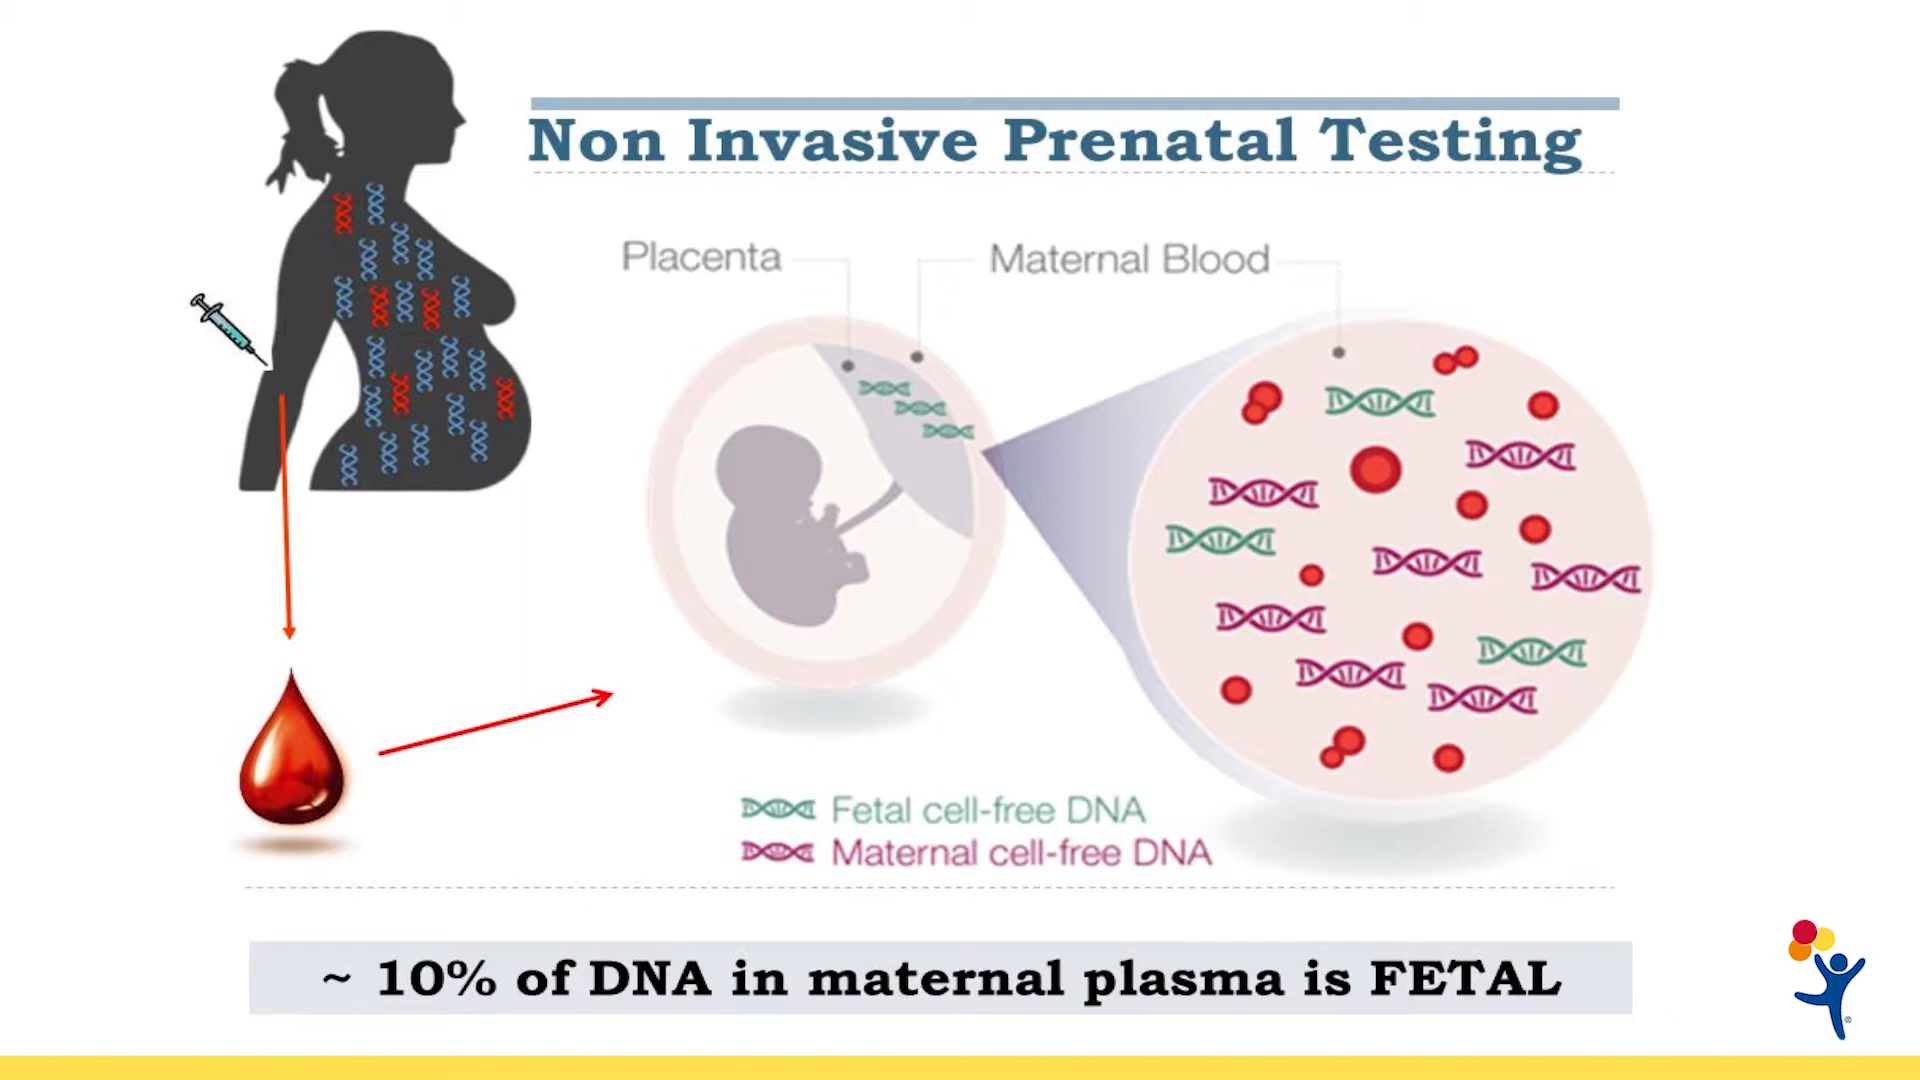 Non Invasive Prenatal Testing
Placenta
Maternal Blood
Fetal cell-free DNA
Maternal cell-free DNA
~ 10% of DNA in maternal plasma is FETAL
®